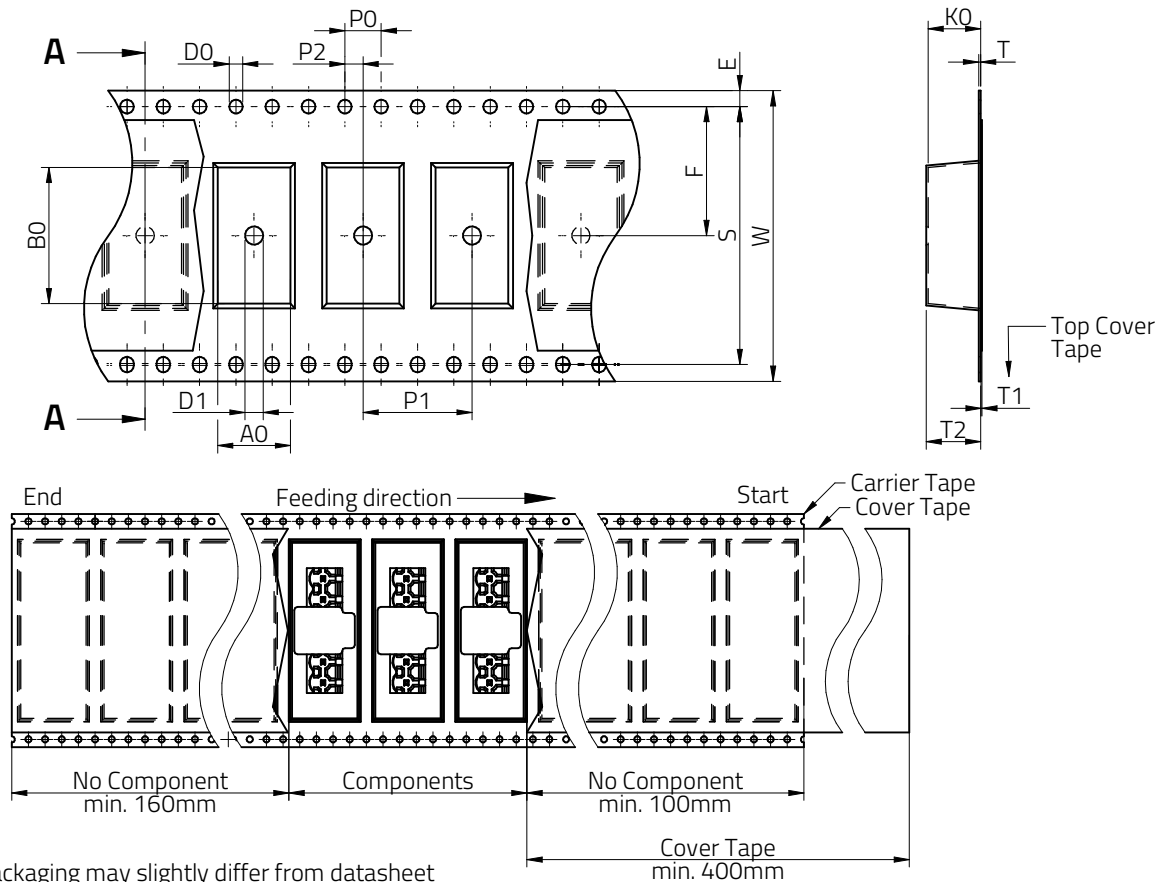 P0
K0
A
D0
P2
T
E
F
B0
S
W
Top Cover
Tape
D1
P1
T1
A
A0
T2
End
Feeding direction
Start
Carrier Tape
Cover Tape
No Component
min. 160mm
Components
No Component
min. 100mm
Cover Tape
min. 400mm
may slightly differ from datasheet